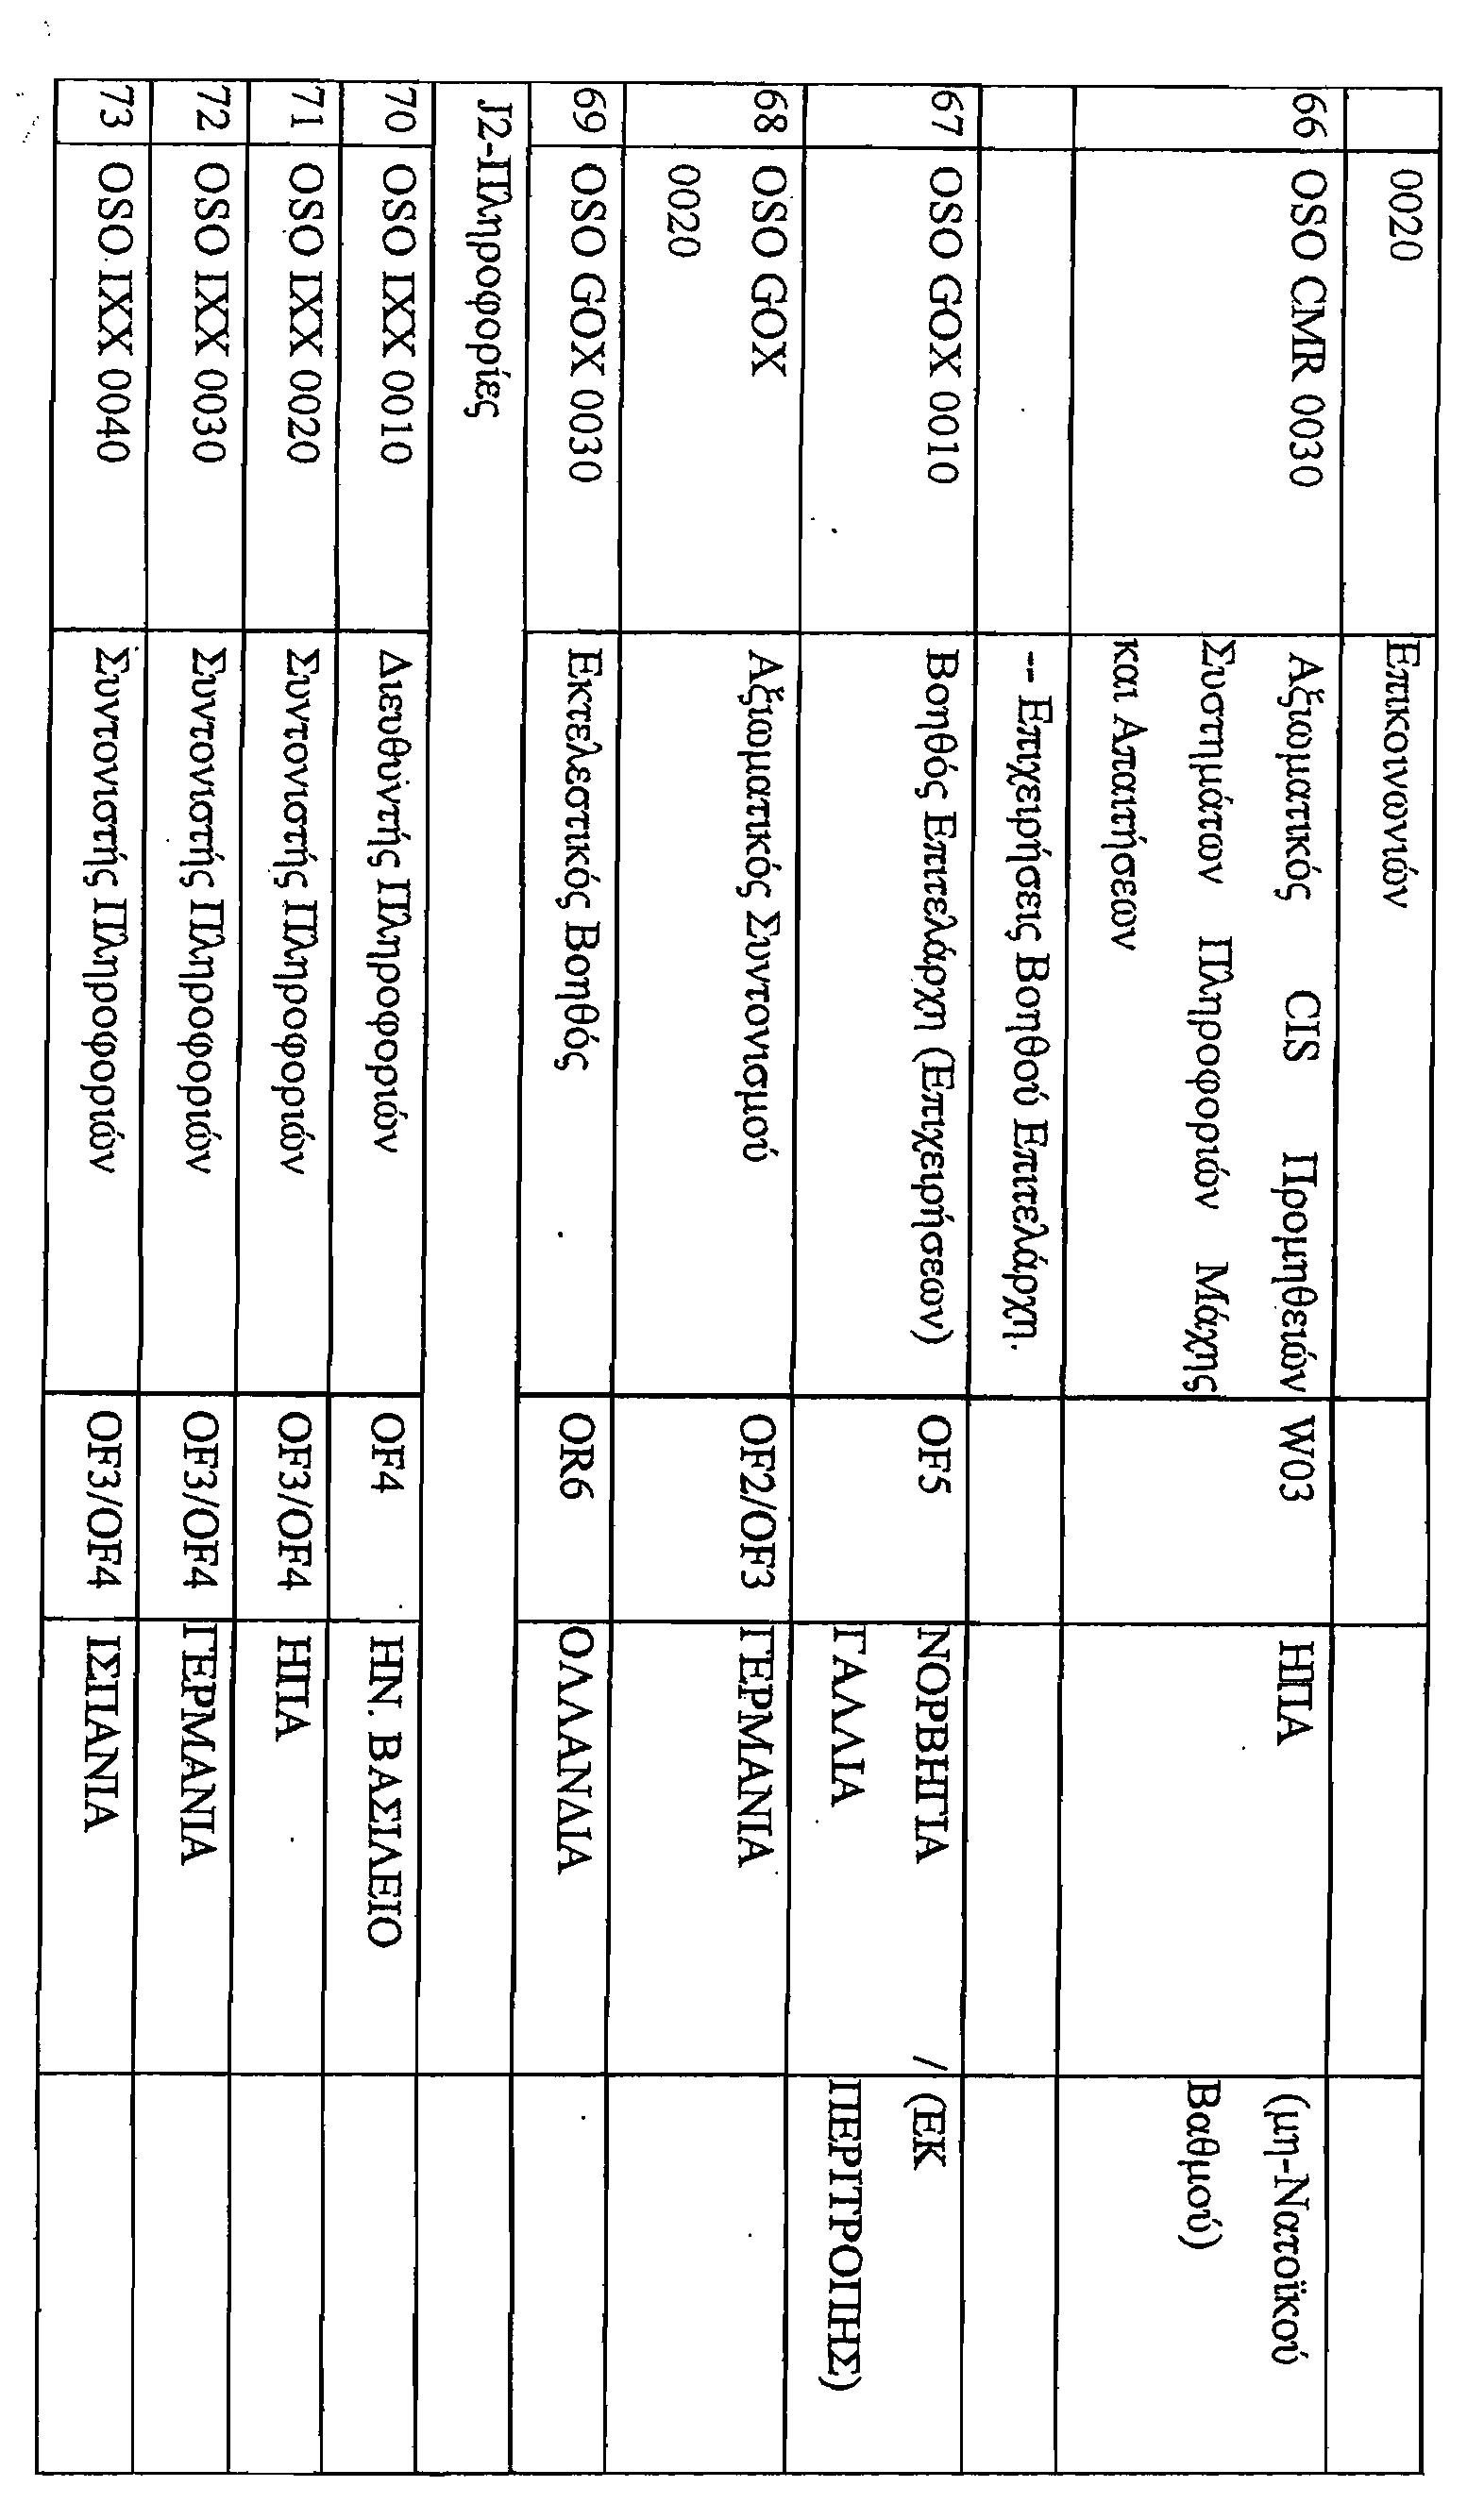 0020 Επικοινωνιών
66 OSO CMR 0030 Αξιωματικός CIS Προμηθειών W03 ΗΠΑ (μη-Νατοϊκού
Συστημάτων Πληροφοριών Μάχης Βαθμού)
και Απαιτήσεων
-- Επιχειρήσεις Βοηθού Επιτελάρχη.
67 OSO GOX 0010 Βοηθός Επιτελάρχη (Επιχειρήσεων) OF5 ΝΟΡΒΗΓΙΑ / (ΕΚ
ΓΑΛΛΙΑ ΠΕΡΙΤΡΟΠΗΣ)
68 OSO GOX Αξιωματικός Συντονισμού OF2/OF3 ΓΕΡΜΑΝΙΑ
0020
69 OSO GOX 0030 Εκτελεστικός Βοηθός OR6 ΟΛΛΑΝΔΙΑ
J2-Πληροφορίες
70 OSO IXX 0010 Διευθυντής Πληροφοριών OF4 ΗΝ. ΒΑΣΙΛΕΙΟ
71 OSO IXX 0020 Συντονιστής Πληροφοριών OF3/OF4 ΗΠΑ
72 OSO IXX 0030 Συντονιστής Πληροφοριών OF3/OF4 ΓΕΡΜΑΝΙΑ
73 OSO IXX 0040 Συντονιστής Πληροφοριών OF3/OF4 ΙΣΠΑΝΙΑ